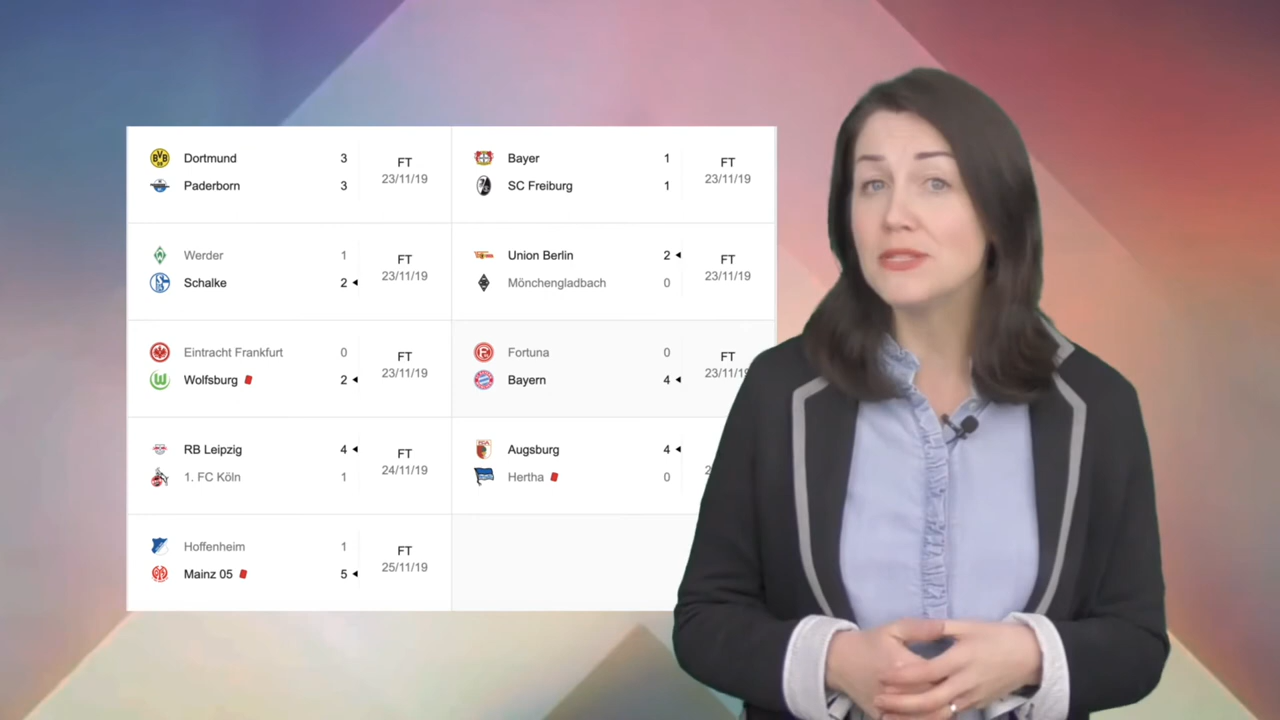 Dortmund 3
FT
Paderborn 3
23/11/19
Bayer 1
FT
SC Freiburg 1
23/11/19
Werder 1
FT
Schalke 2
23/11/19
Union Berlin 2
FT
Mönchengladbach 0
23/11/19
Eintracht Frankfurt 0
FT
Wolfsburg 2
23/11/19
Fortuna 0
FT
Bayern 4
23/11/19
RB Leipzig 4
FT
1. FC Köln 1
24/11/19
Augsburg 4
Hertha 0
Hoffenheim 1
FT
Mainz 05 5
25/11/19